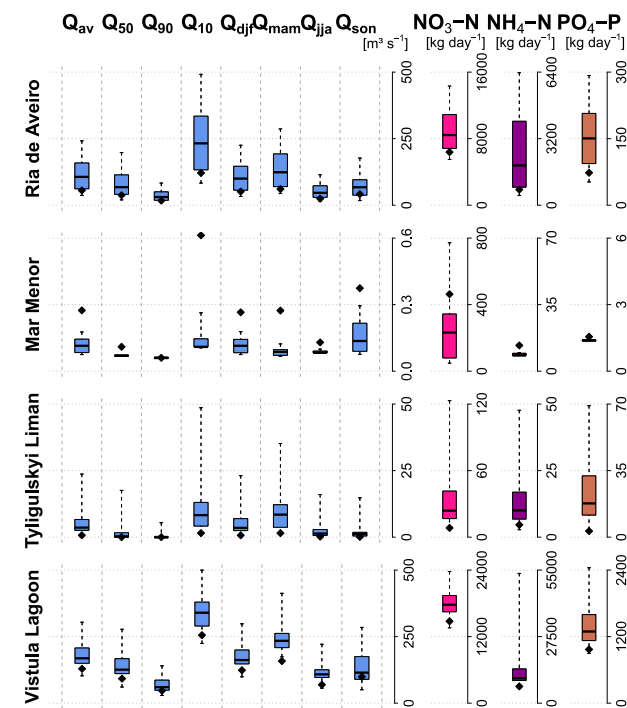 Qav Q50 Q90 Q10 Qdjf Qmam Qjja Qson NO3−N NH4−N PO4−P
[m³ s⁻¹] [kg day⁻¹] [kg day⁻¹] [kg day⁻¹]
Ria de Aveiro
0 250 500
0 8000 16000
0 3200 6400
0 150 300
Mar Menor
0.0 0.3 0.6
0 400 800
0 35 70
0 3 6
Tyligulskyi Liman
0 25 50
0 60 120
0 25 50
0 35 70
Vistula Lagoon
0 250 500
0 12000 24000
0 27500 55000
0 1200 2400